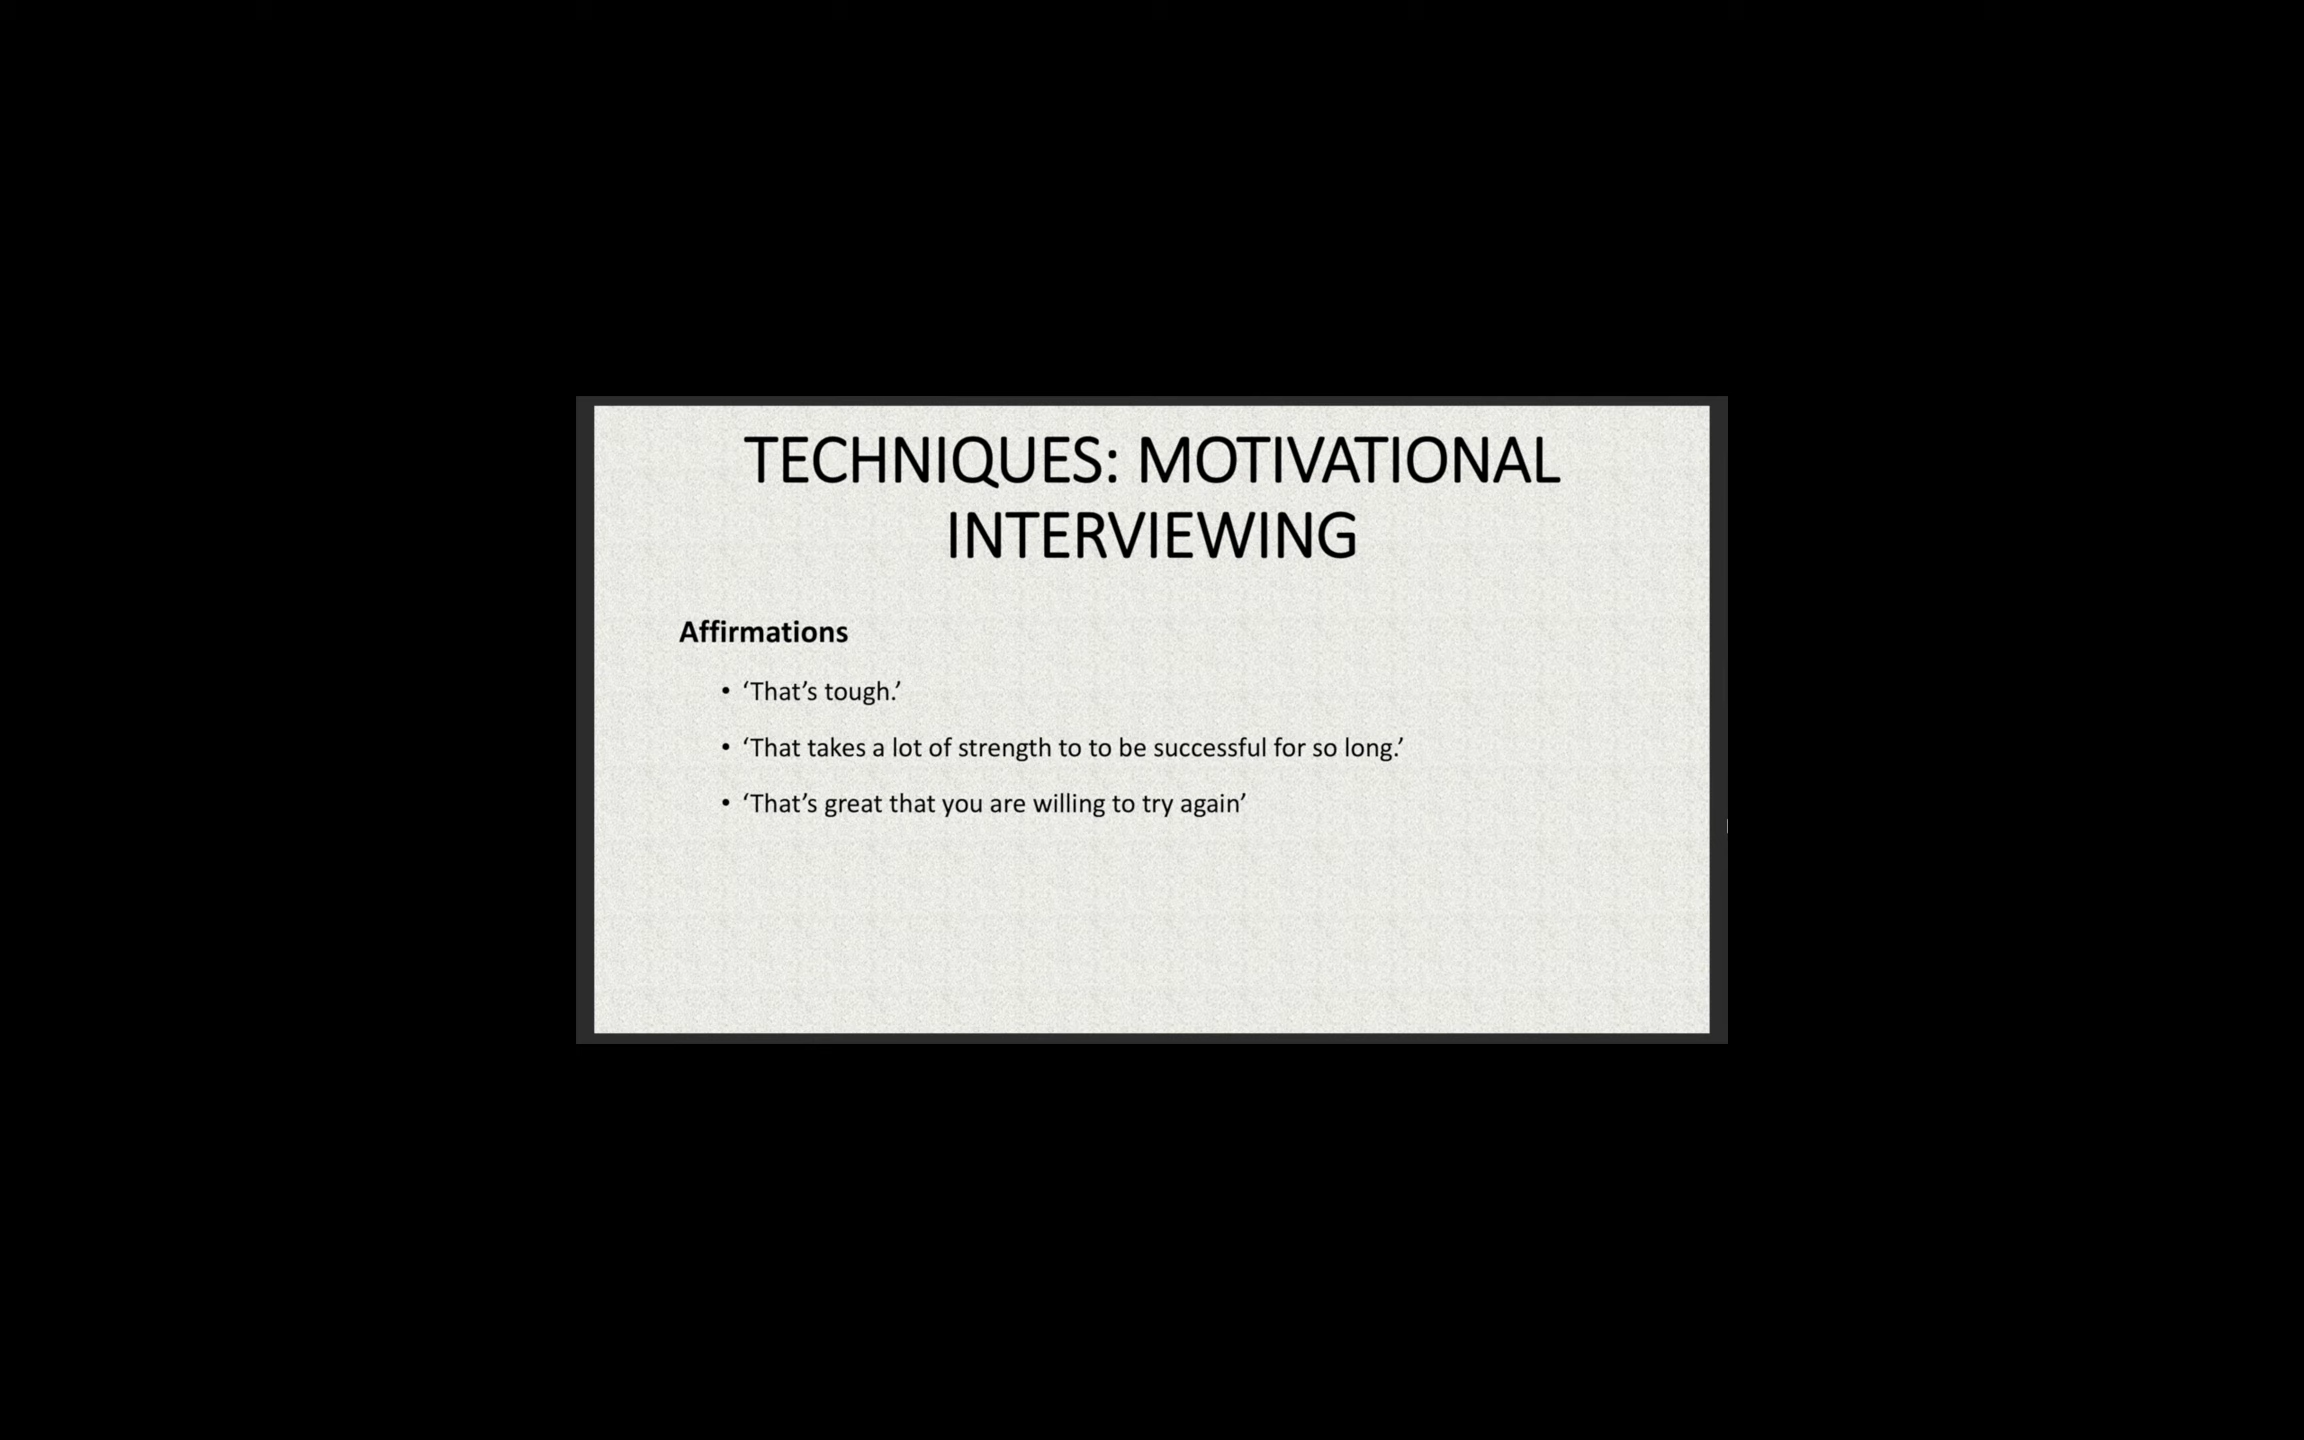 TECHNIQUES: MOTIVATIONAL
INTERVIEWING
Affirmations
• ‘That’s tough.’
• ‘That takes a lot of strength to to be successful for so long.’
• ‘That’s great that you are willing to try again’